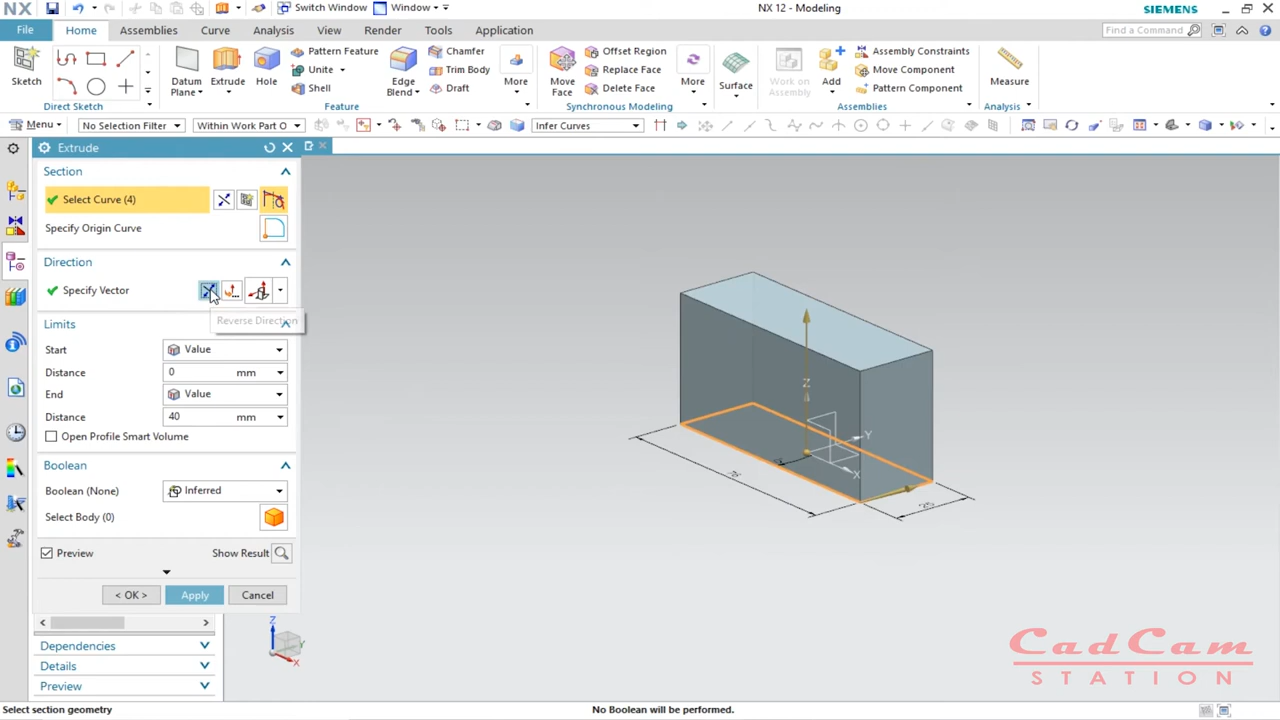 NX Switch Window Window NX 12 - Modeling SIEMENS
File Home Assemblies Curve Analysis View Render Tools Application Find a Command
Sketch
Direct Sketch
Datum Plane
Extrude
Hole
Pattern Feature
Unite
Shell
Edge Blend
Chamfer
Trim Body
Draft
More
Feature
Move Face
Offset Region
Replace Face
Delete Face
More
Synchronous Modeling
Surface
Work on Assembly
Add
Assembly Constraints
Move Component
Pattern Component
Assemblies
Measure
Analysis
Menu No Selection Filter Within Work Part O Infer Curves
Extrude
Section
Select Curve (4)
Specify Origin Curve
Direction
Specify Vector
Reverse Direction
Limits
Start Value
Distance 0 mm
End Value
Distance 40 mm
Open Profile Smart Volume
Boolean
Boolean (None) Inferred
Select Body (0)
Preview Show Result
< OK > Apply Cancel
Z
Y
X
Z
Y
X
Dependencies
Details
Preview
CadCam
STATION
Select section geometry No Boolean will be performed.